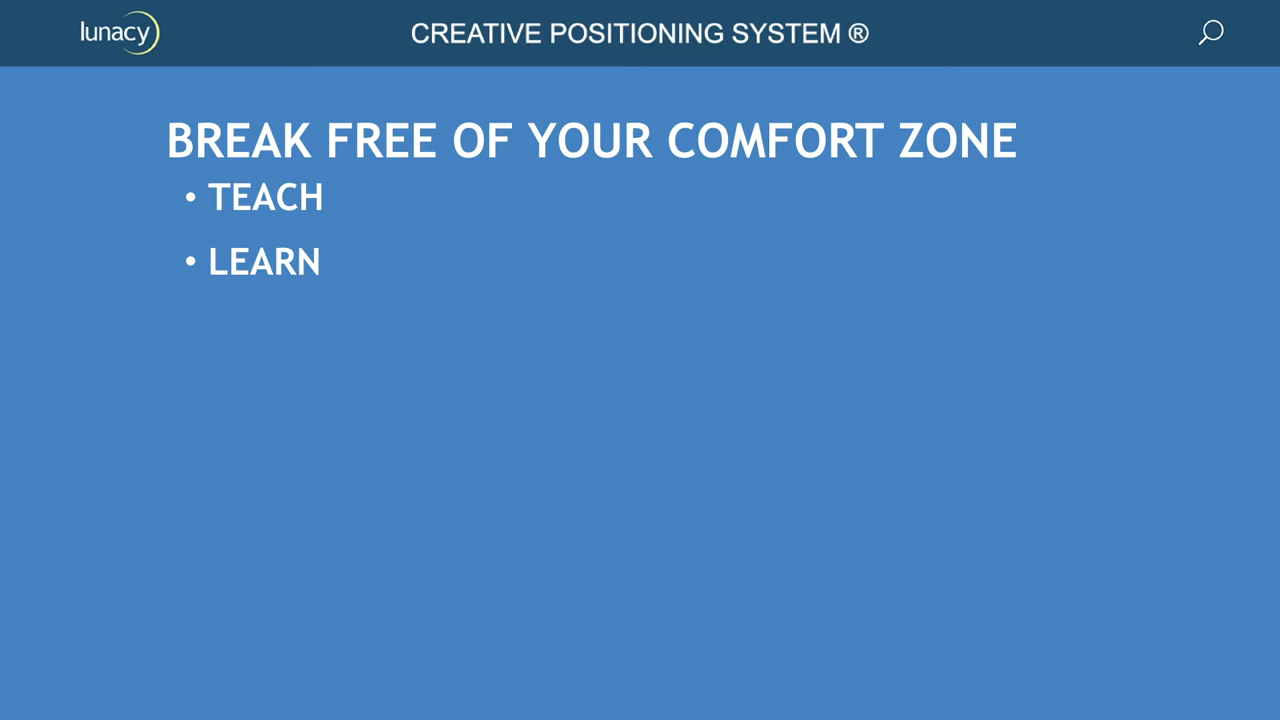 lunacy
CREATIVE POSITIONING SYSTEM ®
BREAK FREE OF YOUR COMFORT ZONE
• TEACH
• LEARN